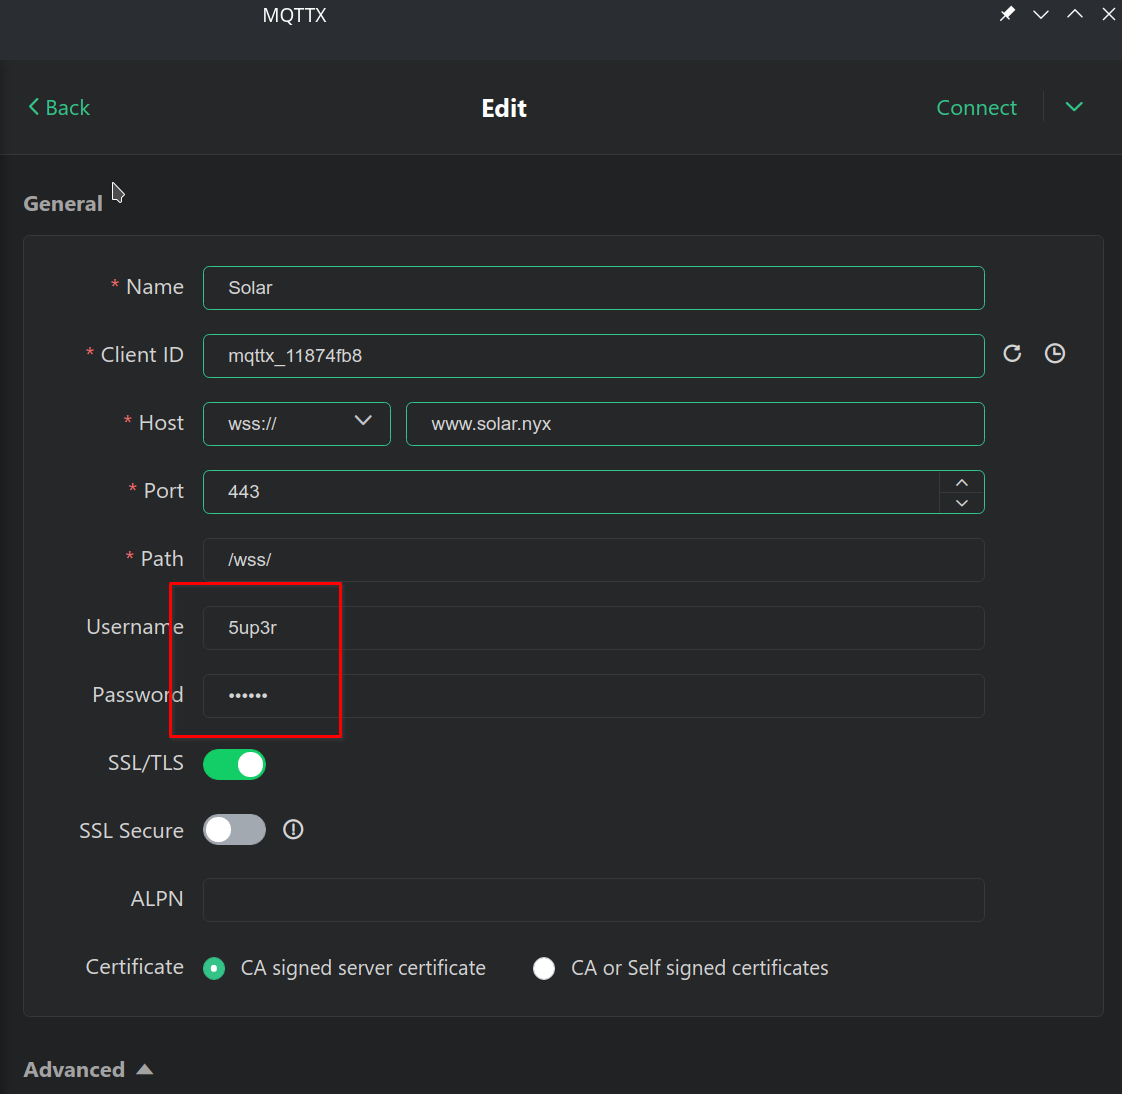 MQTTX
Back
Edit
Connect
General
* Name
Solar
* Client ID
mqttx_11874fb8
* Host
wss://
www.solar.nyx
* Port
443
* Path
/wss/
Username
5up3r
Password
••••••
SSL/TLS
SSL Secure
ALPN
Certificate
CA signed server certificate
CA or Self signed certificates
Advanced